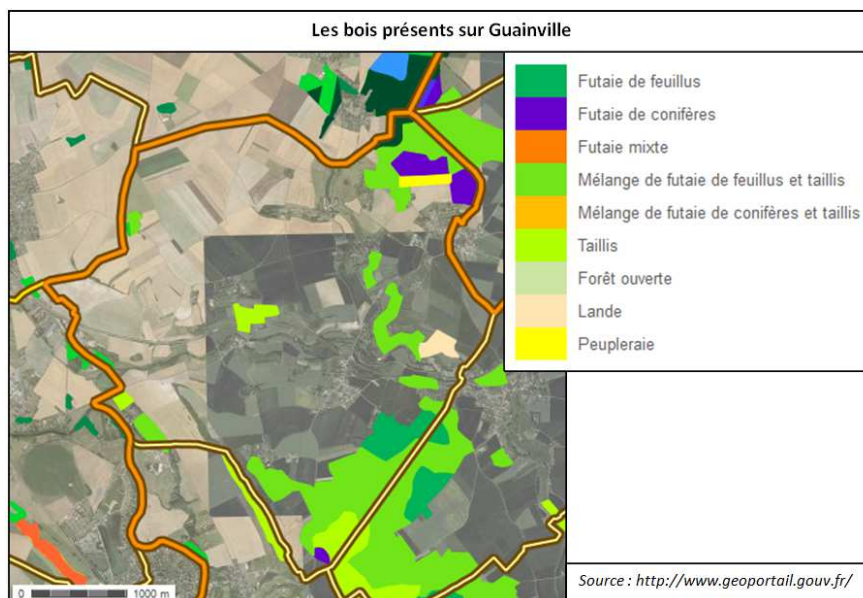 Les bois présents sur Guainville
Futaie de feuillus
Futaie de conifères
Futaie mixte
Mélange de futaie de feuillus et taillis
Mélange de futaie de conifères et taillis
Taillis
Forêt ouverte
Lande
Peupleraie
0 1000 m
Source : http://www.geoportail.gouv.fr/